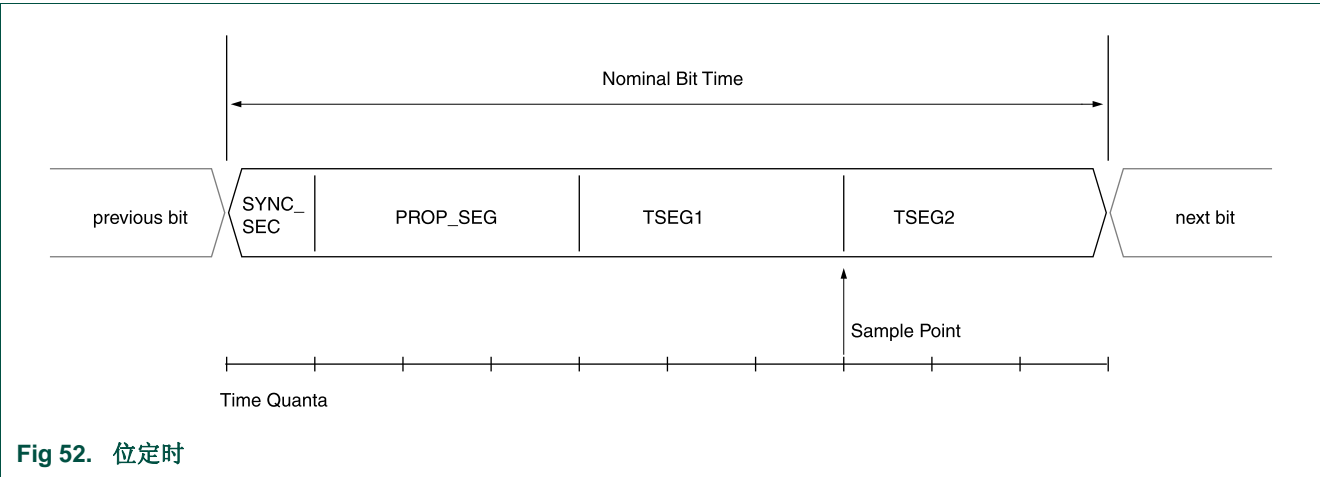 Nominal Bit Time
previous bit
SYNC_
SEC
PROP_SEG
TSEG1
TSEG2
next bit
Sample Point
Time Quanta
Fig 52. 位定时